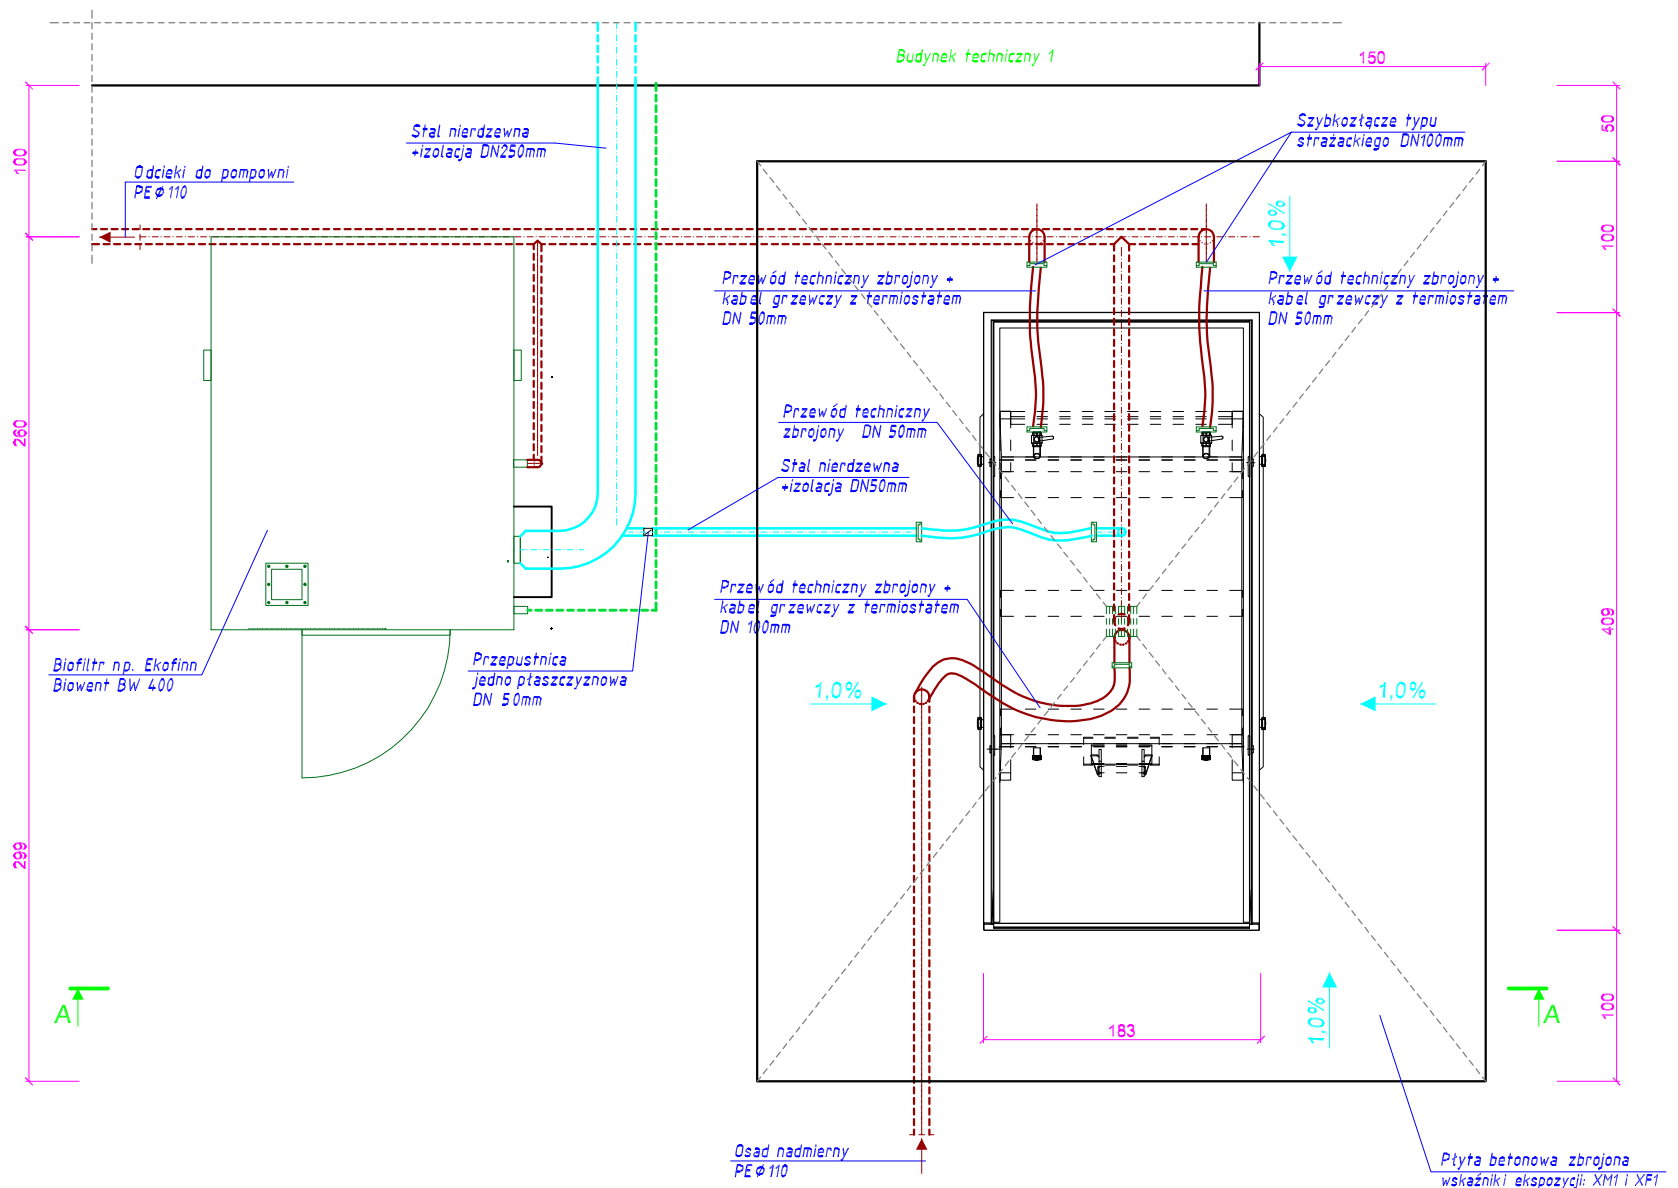 Budynek techniczny 1
150
Stal nierdzewna
+izolacja DN250mm
Szybkozłącze typu
strażackiego DN100mm
50
100
Odcieki do pompowni
PE ø 110
1,0%
100
Przewód techniczny zbrojony +
kabel grzewczy z termiostatem
DN 50mm
Przewód techniczny zbrojony +
kabel grzewczy z termiostatem
DN 50mm
260
Przewód techniczny
zbrojony DN 50mm
Stal nierdzewna
+izolacja DN50mm
Przewód techniczny zbrojony +
kabel grzewczy z termiostatem
DN 100mm
409
Biofiltr np. Ekofinn
Biowent BW 400
Przepustnica
jedno płaszczyznowa
DN 50mm
1,0%
1,0%
299
A
A
1,0%
100
183
Osad nadmierny
PE ø 110
Płyta betonowa zbrojona
wskaźniki ekspozycji: XM1 i XF1